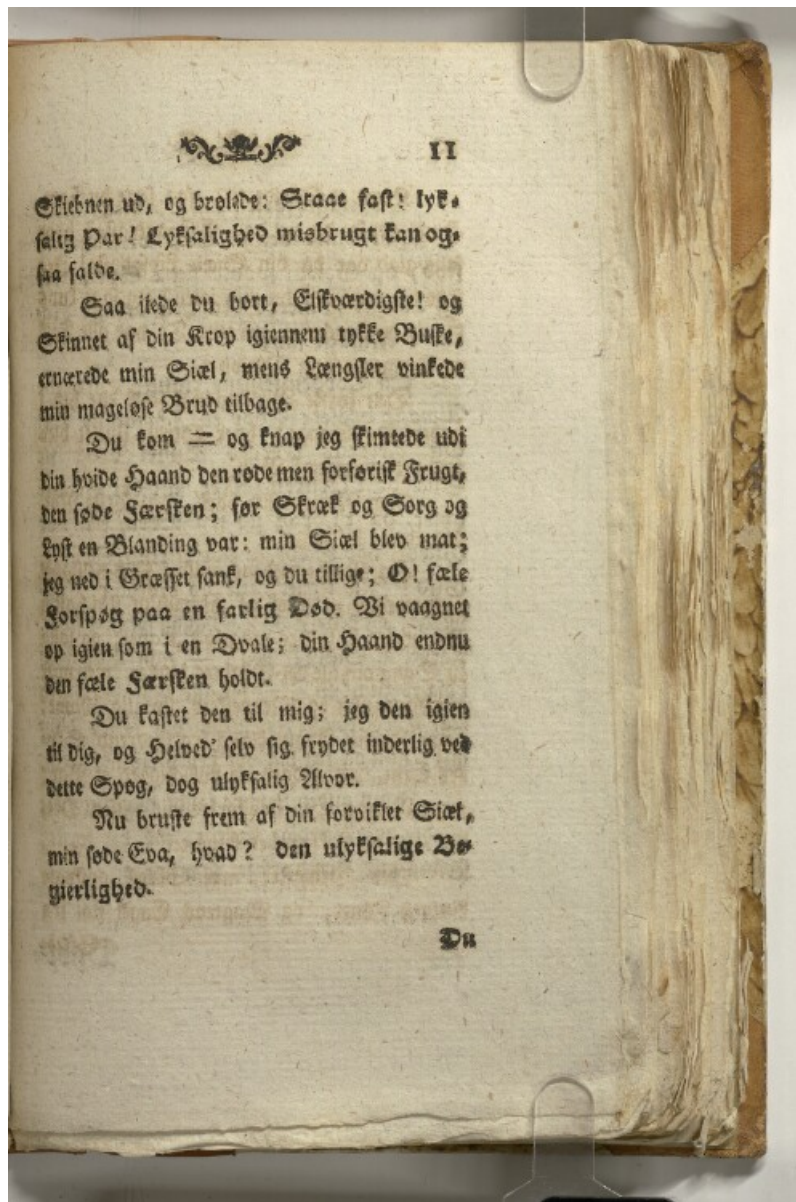 11
Skiebnen ud, og brølede: Staae fast! lyk-
salig Par! Lyksalighed misbrugt kan og-
saa falde.
Saa ilede du bort, Elskværdigste! og
Skinnet af din Krop igiennem tykke Buske,
ernærede min Siæl, mens Længsler vinkede
min mageløse Brud tilbage.
Du kom = og knap jeg skimtede udi
din hvide Haand den røde men forførisk Frugt,
den søde Færsken; før Skræk og Sorg og
Lyst en Blanding var: min Siæl blev mat;
jeg ned i Græsset sank, og du tillige; O! fæle
Forspøg paa en farlig Død. Vi vaagnet
op igien som i en Dvale; din Haand endnu
den fæle Færsken holdt.
Du kastet den til mig; jeg den igien
til dig, og Helved' selv sig frydet inderlig ved
dette Spøg, dog ulyksalig Alvor.
Nu bruste frem af din forviklet Siæl,
min søde Eva, hvad? den ulyksalige Be-
gierlighed.
Du